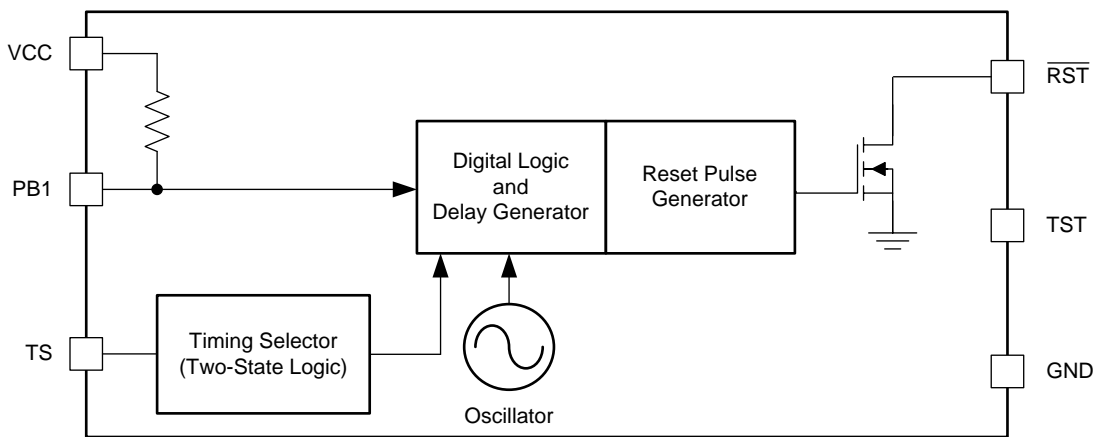 VCC
RST
PB1
Digital Logic
and
Delay Generator
Reset Pulse
Generator
TST
TS
Timing Selector
(Two-State Logic)
GND
Oscillator